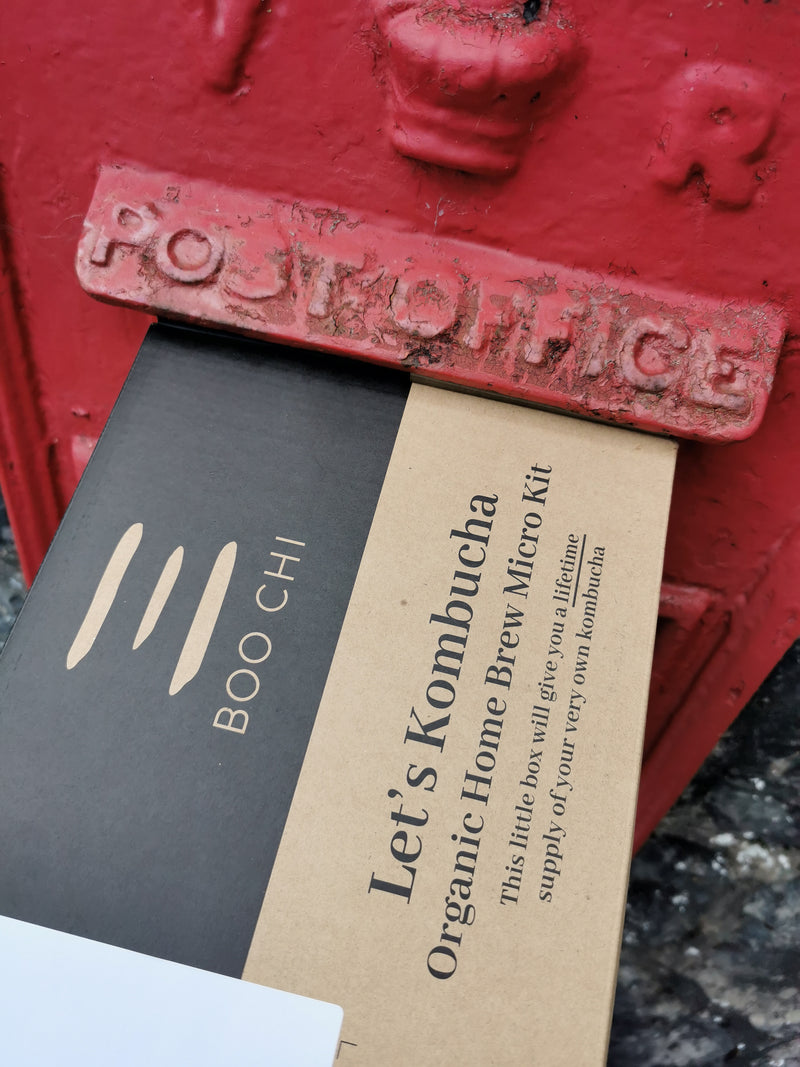 R
POST OFFICE
BOO CHI
Let's Kombucha
Organic Home Brew Micro Kit
This little box will give you a lifetime
supply of your very own kombucha